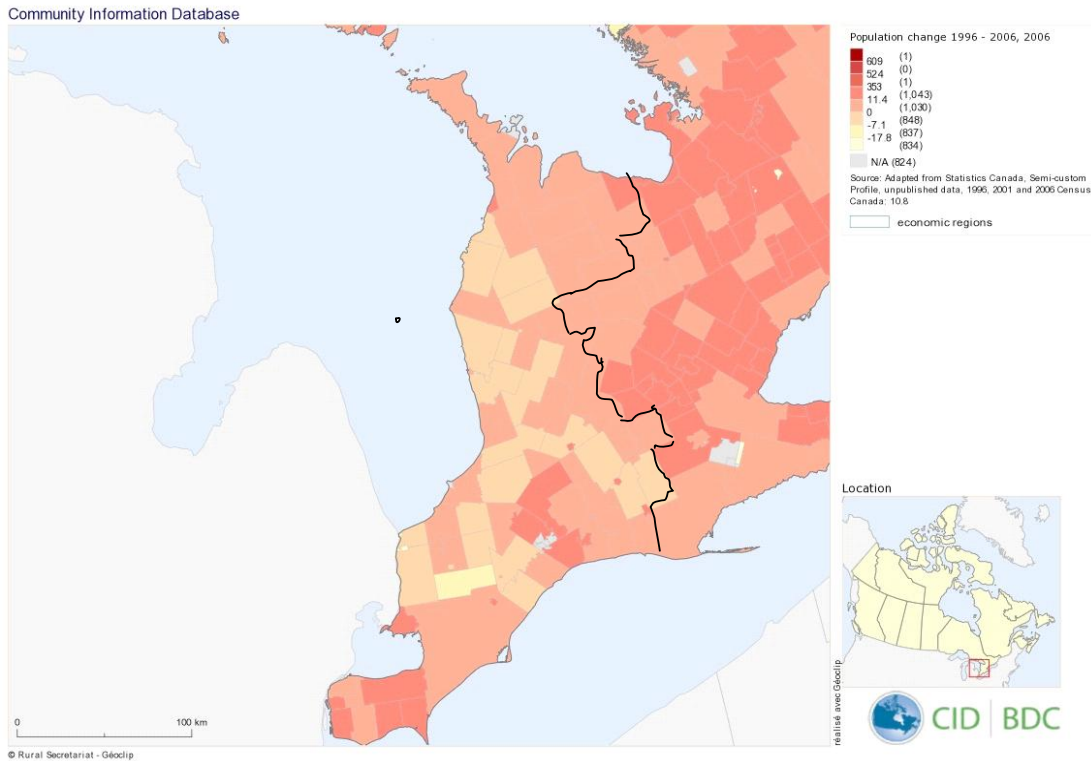 Community Information Database
Population change 1996 - 2006, 2006
609 (1)
524 (0)
353 (1)
11.4 (1,043)
0 (1,030)
-7.1 (848)
-17.8 (837)
(834)
N/A (824)
Source: Adapted from Statistics Canada, Semi-custom
Profile, unpublished data, 1996, 2001 and 2006 Census
Canada: 10.8
economic regions
Location
réalisé avec Géoclip
CID | BDC
0 100 km
© Rural Secretariat - Géoclip